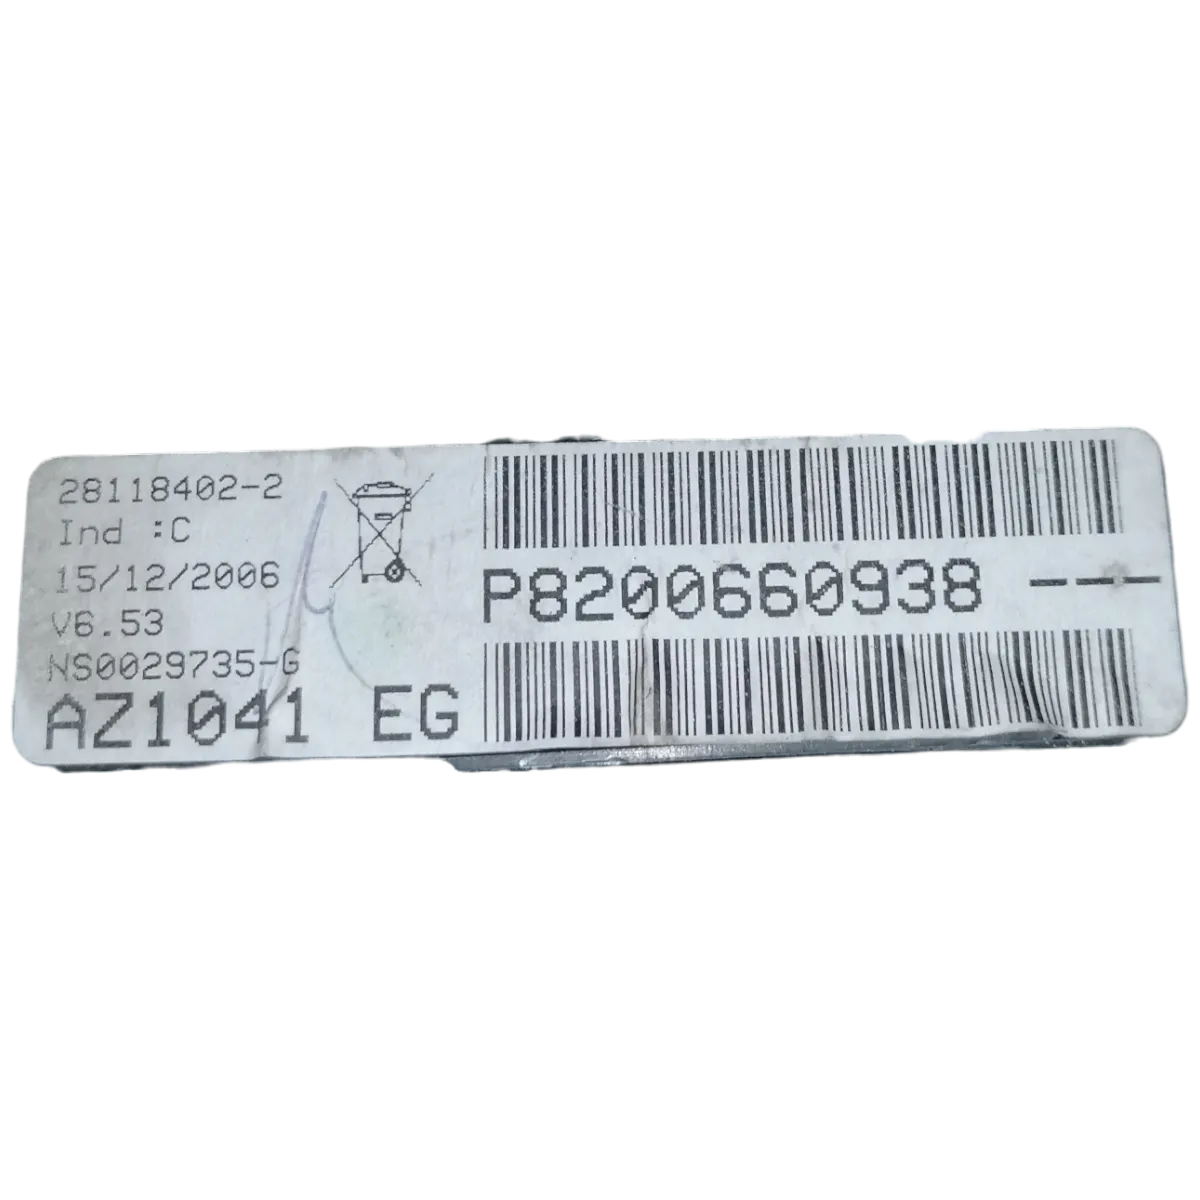 28118402-2
Ind :C
15/12/2006
V6.53
NS0029735-G
AZ1041 EG
P8200660938 ---